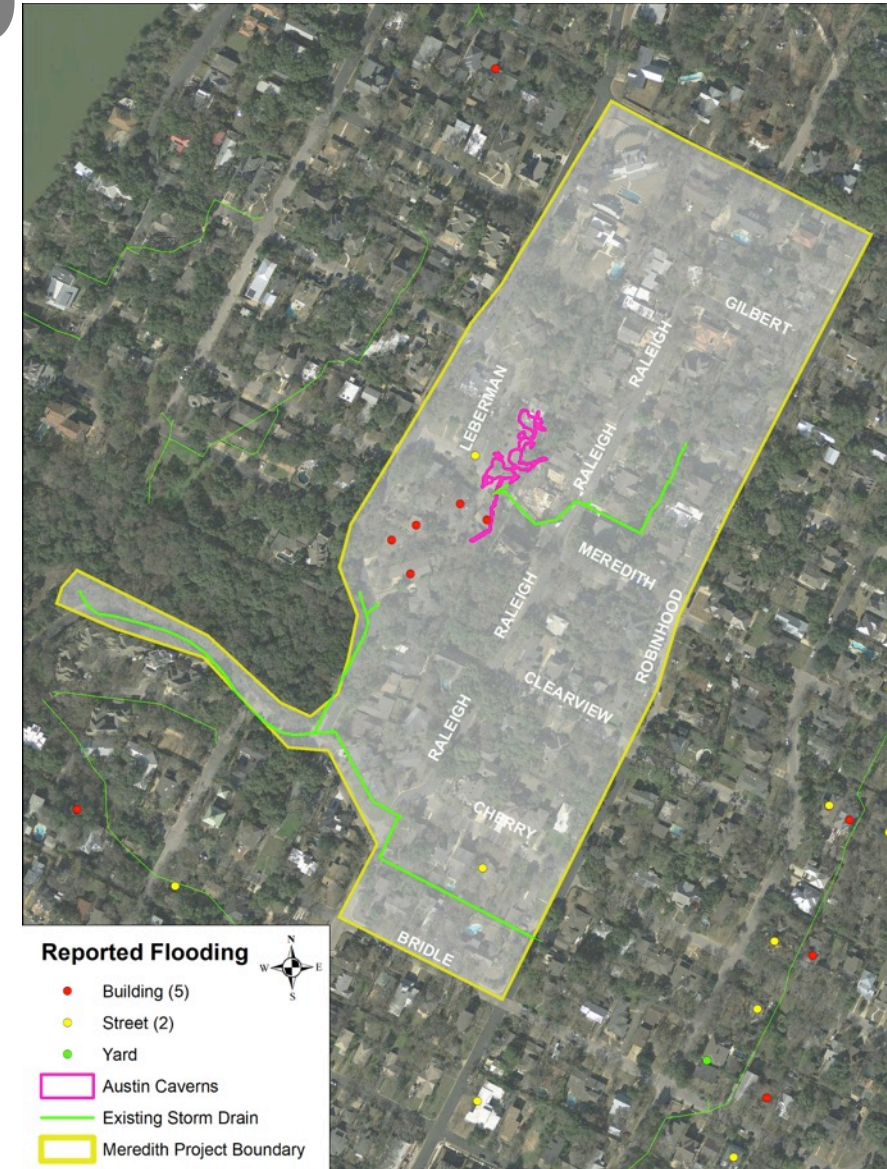 GILBERT
RALEIGH
LEBERMAN
RALEIGH
MEREDITH
RALEIGH
ROBINHOOD
CLEARVIEW
RALEIGH
CHERRY
BRIDLE
Reported Flooding
N
W E
S
Building (5)
Street (2)
Yard
Austin Caverns
Existing Storm Drain
Meredith Project Boundary